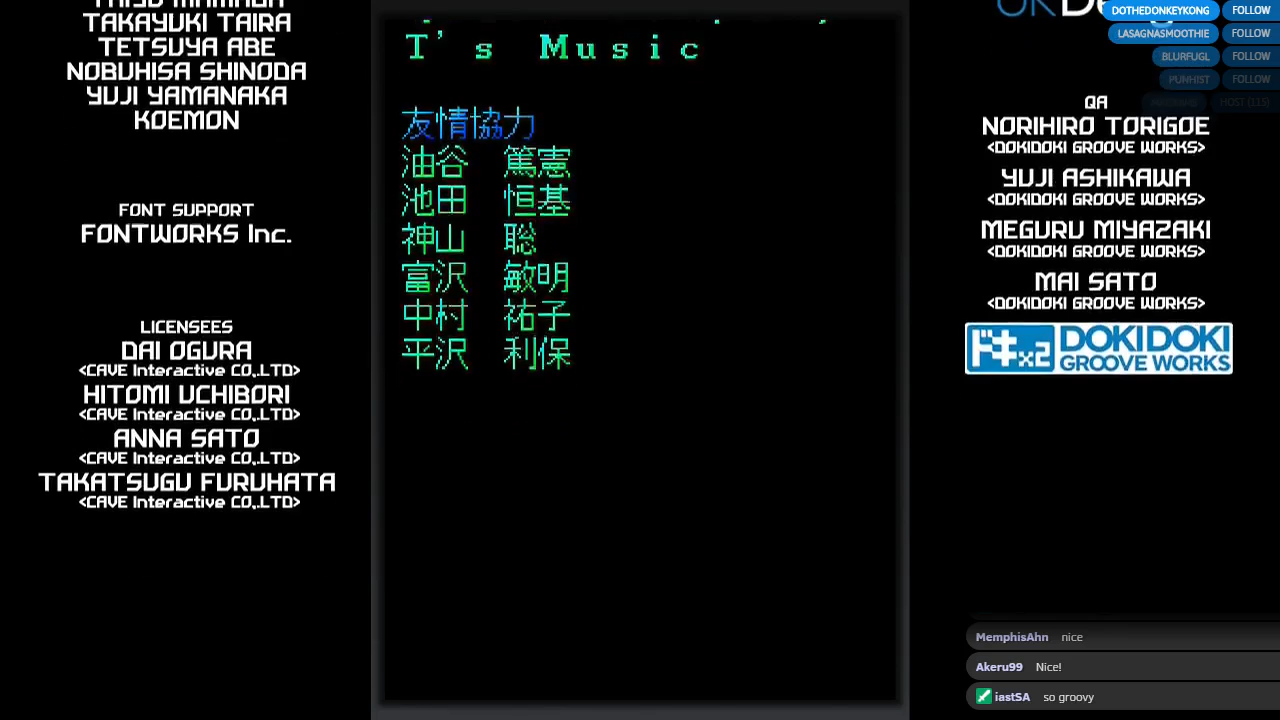 TAKAYUKI TAIRA
TETSUYA ABE
NOBUHISA SHINODA
YUJI YAMANAKA
KOEMON
FONT SUPPORT
FONTWORKS Inc.
LICENSEES
DAI OGURA
<CAVE Interactive CO,.LTD>
HITOMI UCHIBORI
<CAVE Interactive CO,.LTD>
ANNA SATO
<CAVE Interactive CO,.LTD>
TAKATSUGU FURUHATA
<CAVE Interactive CO,.LTD>
T's Music
友情協力
油谷 篤憲
池田 恒基
神山 聡
富沢 敏明
中村 祐子
平沢 利保
DOTHEDONKEYKONG FOLLOW
LASAGNASMOOTHIE FOLLOW
BLURFUGL FOLLOW
PUNHIST FOLLOW
HOST (115)
QA
NORIHIRO TORIGOE
<DOKIDOKI GROOVE WORKS>
YUJI ASHIKAWA
<DOKIDOKI GROOVE WORKS>
MEGURU MIYAZAKI
<DOKIDOKI GROOVE WORKS>
MAI SATO
<DOKIDOKI GROOVE WORKS>
ドキx2 DOKIDOKI
GROOVE WORKS
MemphisAhn nice
Akeru99 Nice!
iastSA so groovy